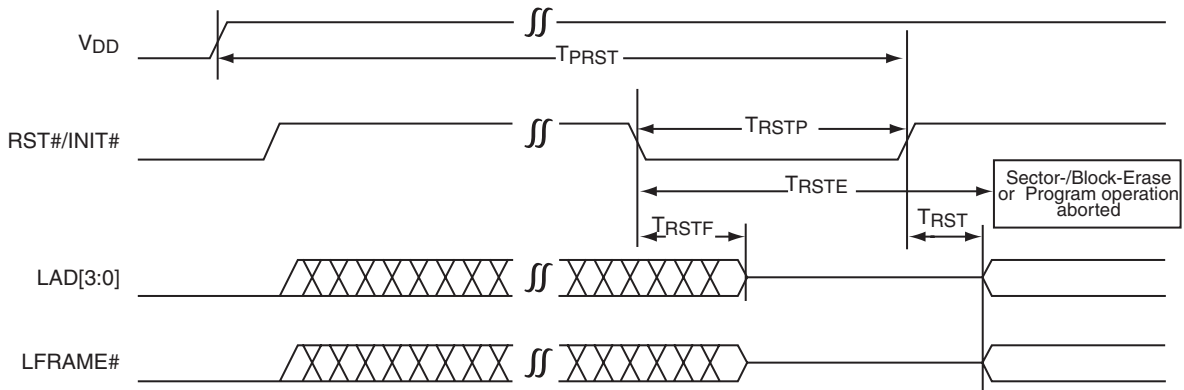 VDD
TPRST
RST#/INIT#
TRSTP
TRSTE
Sector-/Block-Erase
or Program operation
aborted
TRSTF
TRST
LAD[3:0]
LFRAME#